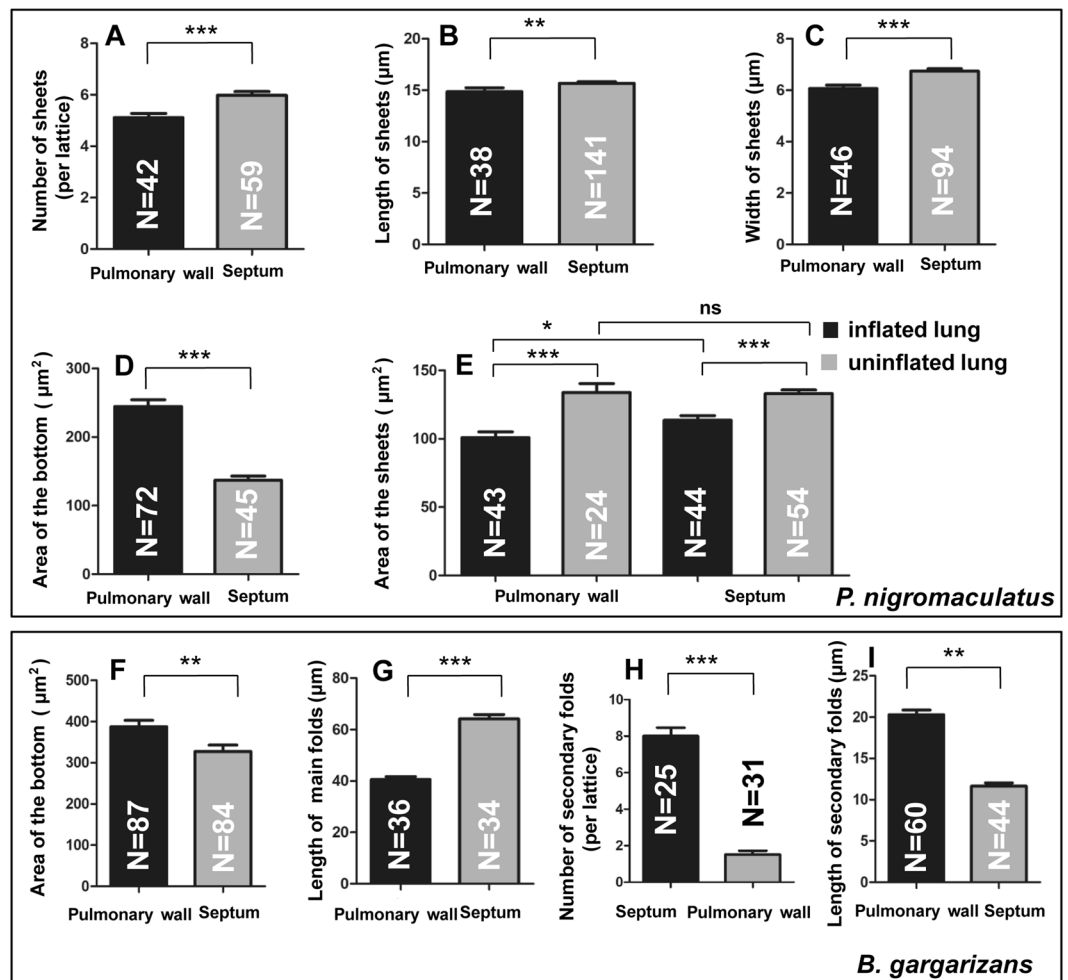 A
***
Number of sheets
(per lattice)
8
6
4
2
0
N=42
N=59
Pulmonary wall
Septum
B
**
Length of sheets (µm)
20
15
10
5
0
N=38
N=141
Pulmonary wall
Septum
C
***
Width of sheets (µm)
8
6
4
2
0
N=46
N=94
Pulmonary wall
Septum
D
***
Area of the bottom ( µm²)
300
200
100
0
N=72
N=45
Pulmonary wall
Septum
E
ns
*
***
***
Area of the sheets ( µm²)
150
100
50
0
N=43
N=24
N=44
N=54
Pulmonary wall
Septum
inflated lung
uninflated lung
P. nigromaculatus
F
**
Area of the bottom ( µm²)
500
400
300
200
100
0
N=87
N=84
Pulmonary wall
Septum
G
***
Length of main folds (µm)
80
60
40
20
0
N=36
N=34
Pulmonary wall
Septum
H
***
Number of secondary folds
(per lattice)
8
6
4
2
0
N=25
N=31
Septum
Pulmonary wall
I
**
Length of secondary folds (µm)
25
20
15
10
5
0
N=60
N=44
Pulmonary wall
Septum
B. gargarizans